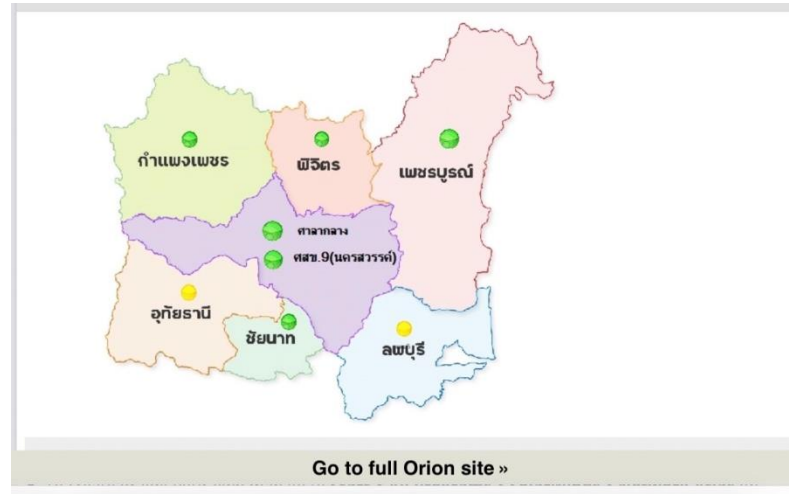 กำแพงเพชร
พิจิตร
เพชรบูรณ์
ศาลากลาง
ศสข.9(นครสวรรค์)
อุทัยธานี
ชัยนาท
ลพบุรี
Go to full Orion site »